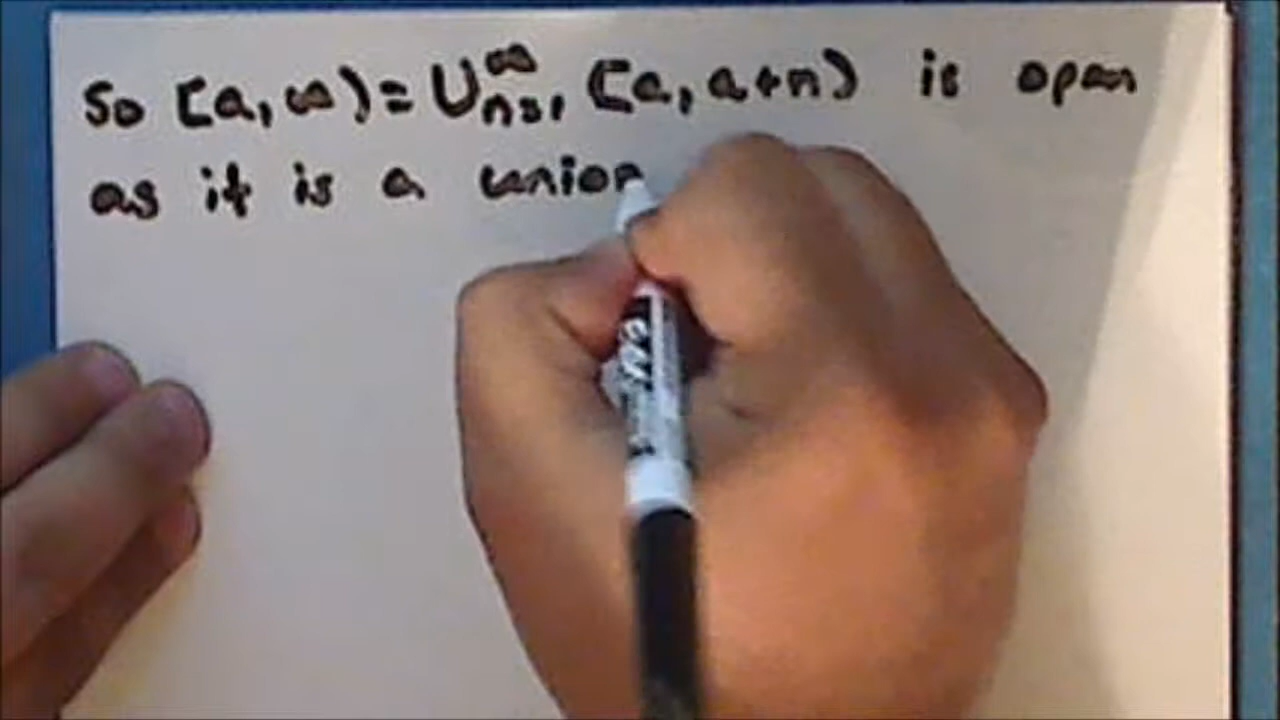 So [a, ∞) = ∪_{n=1}^∞ [a, a+n) is open
as it is a union